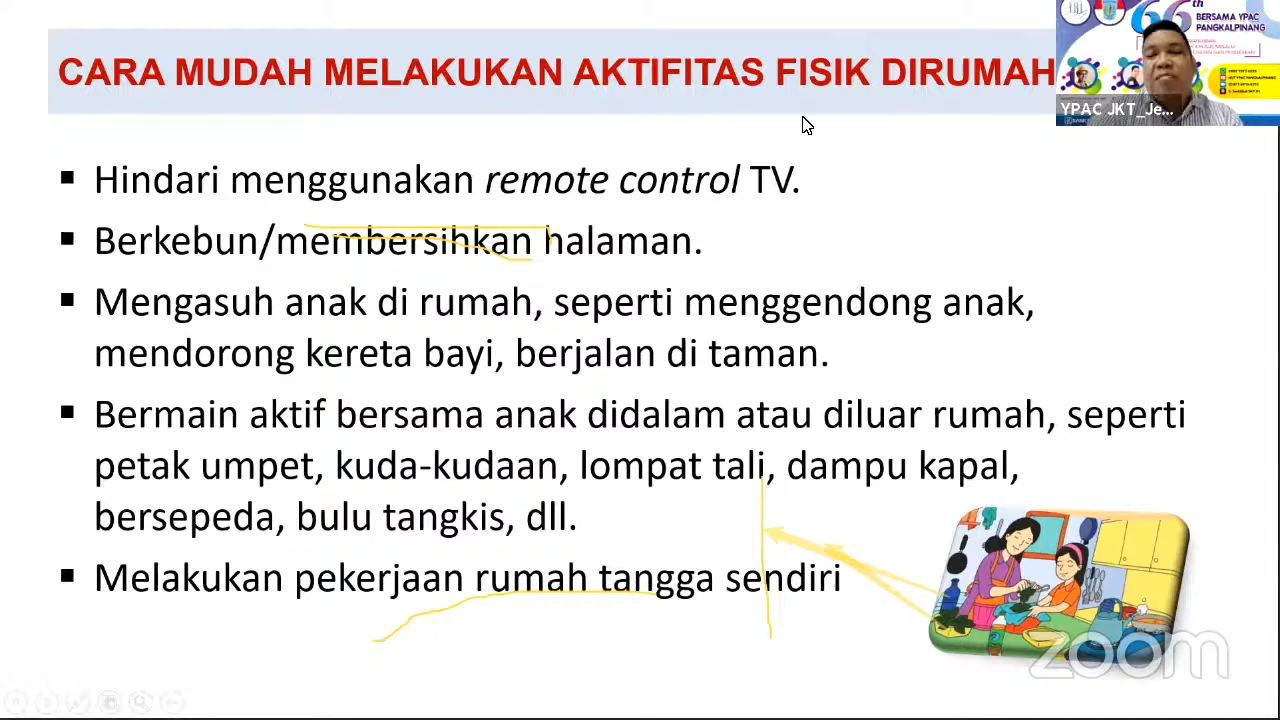 66th
BERSAMA YPAC
PANGKALPINANG
YPAC JKT_Je...
CARA MUDAH MELAKUKAN AKTIFITAS FISIK DIRUMAH
▪ Hindari menggunakan remote control TV.
▪ Berkebun/membersihkan halaman.
▪ Mengasuh anak di rumah, seperti menggendong anak,
mendorong kereta bayi, berjalan di taman.
▪ Bermain aktif bersama anak didalam atau diluar rumah, seperti
petak umpet, kuda-kudaan, lompat tali, dampu kapal,
bersepeda, bulu tangkis, dll.
▪ Melakukan pekerjaan rumah tangga sendiri
zoom